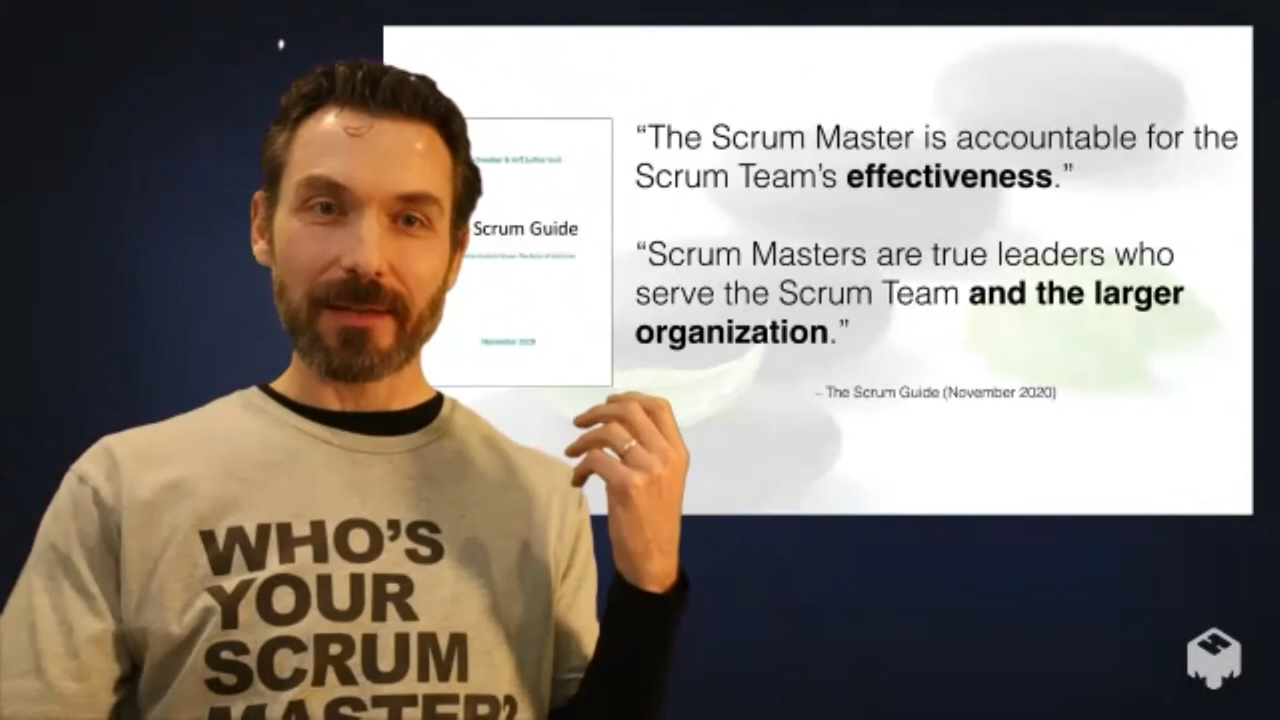 “The Scrum Master is accountable for the
Scrum Team’s effectiveness.”
“Scrum Masters are true leaders who
serve the Scrum Team and the larger
organization.”
– The Scrum Guide (November 2020)
Scrum Guide
November 2020
WHO’S
YOUR
SCRUM
MASTER?